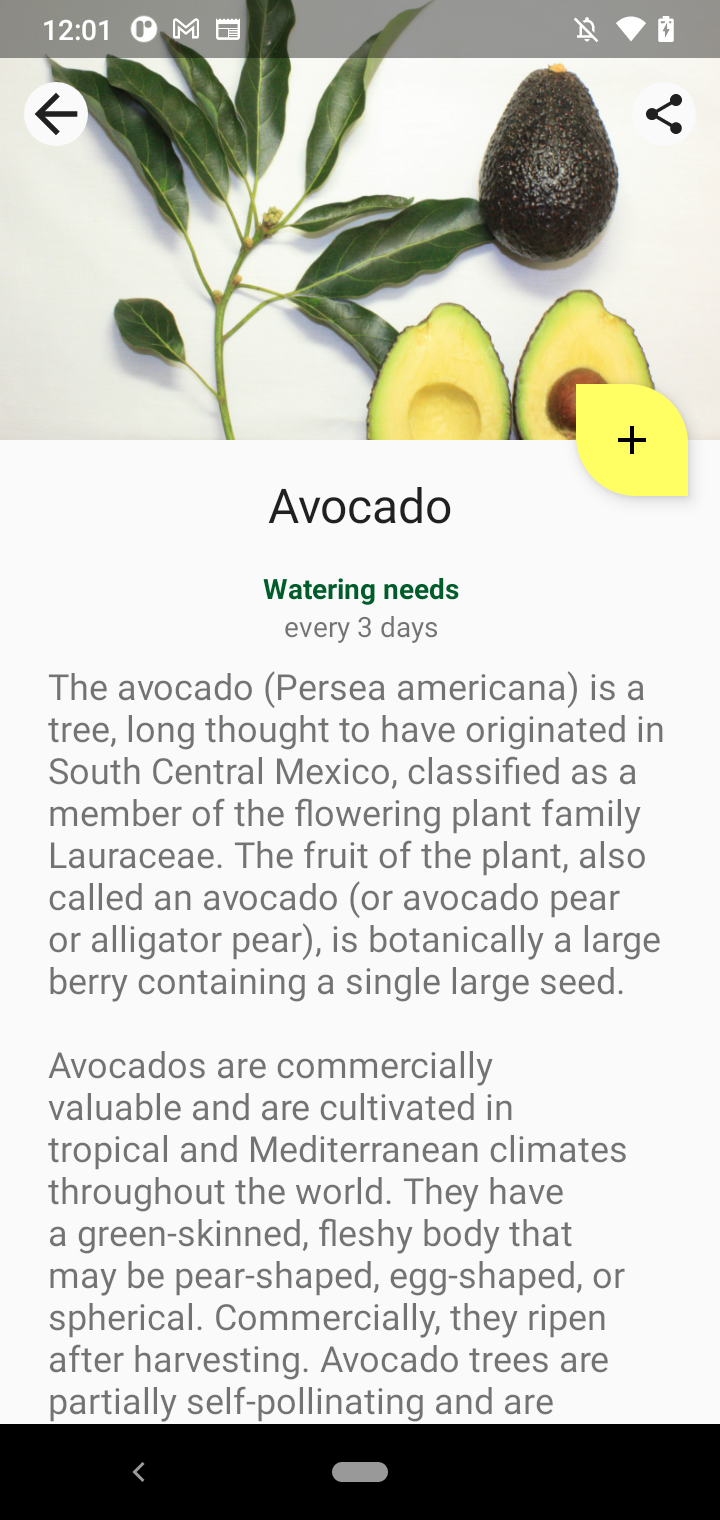 12:01
Avocado
Watering needs
every 3 days
The avocado (Persea americana) is a
tree, long thought to have originated in
South Central Mexico, classified as a
member of the flowering plant family
Lauraceae. The fruit of the plant, also
called an avocado (or avocado pear
or alligator pear), is botanically a large
berry containing a single large seed.
Avocados are commercially
valuable and are cultivated in
tropical and Mediterranean climates
throughout the world. They have
a green-skinned, fleshy body that
may be pear-shaped, egg-shaped, or
spherical. Commercially, they ripen
after harvesting. Avocado trees are
partially self-pollinating and are